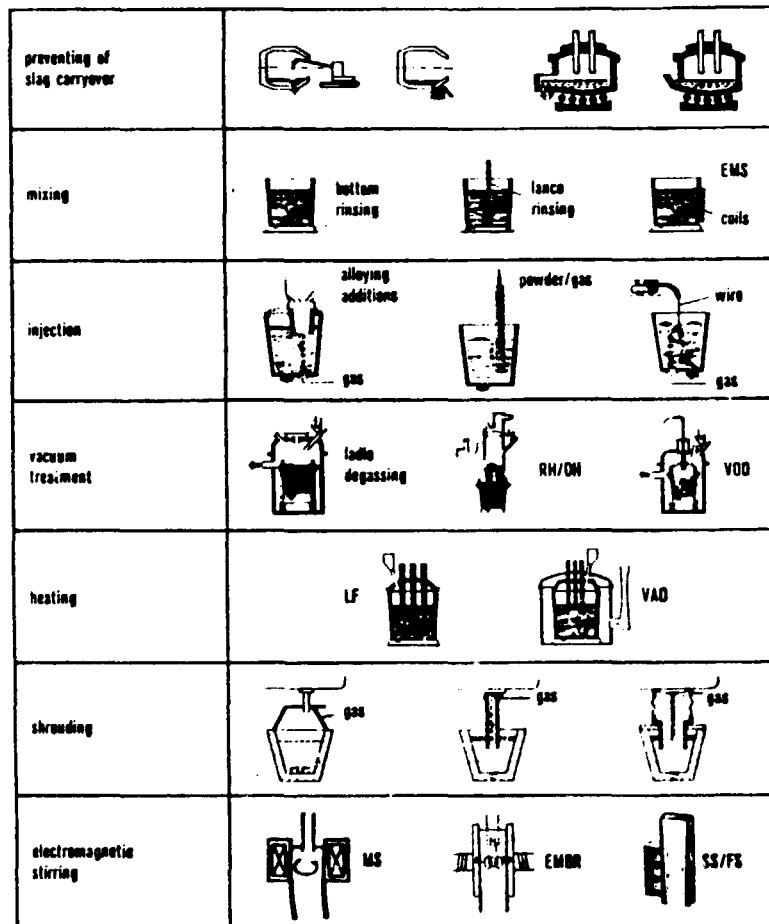 preventing of
slag carryover
mixing
bottom
rinsing
lance
rinsing
EMS
coils
injection
alloying
additions
gas
powder/gas
wire
gas
vacuum
treatment
ladle
degassing
RH/DH
VOD
heating
LF
VAD
shrouding
gas
gas
gas
electromagnetic
stirring
MS
EMBR
SS/FS